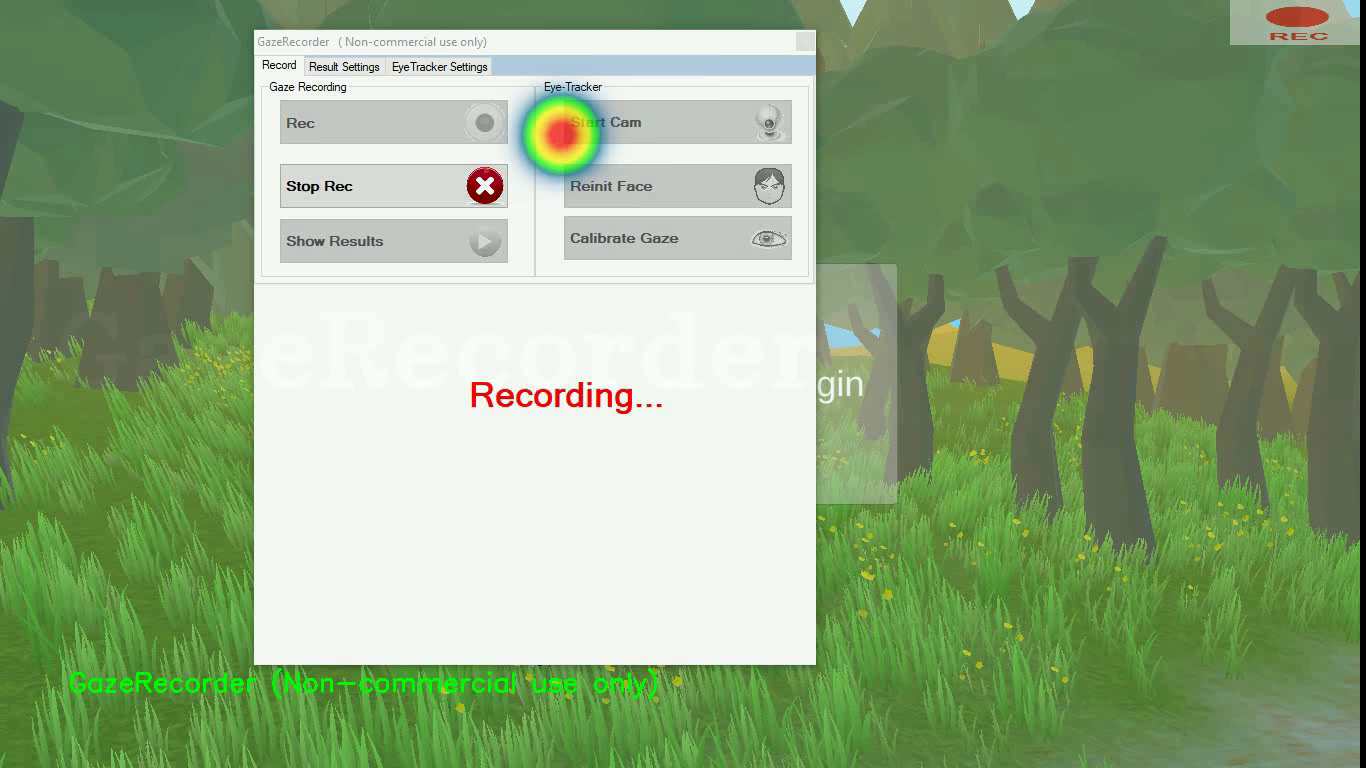 REC
GazeRecorder ( Non-commercial use only)
Record
Result Settings
EyeTracker Settings
Gaze Recording
Eye-Tracker
Rec
Start Cam
Stop Rec
Reinit Face
Show Results
Calibrate Gaze
GazeRecorder
gin
Recording...
GazeRecorder (Non-commercial use only)